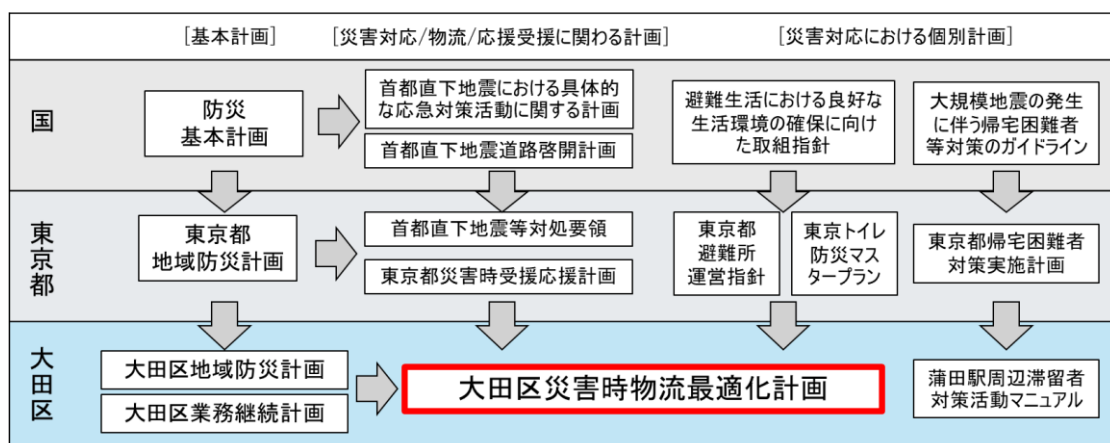 [基本計画]
[災害対応/物流/応援受援に関わる計画]
[災害対応における個別計画]
国
防災
基本計画
首都直下地震における具体的
な応急対策活動に関する計画
首都直下地震道路啓開計画
避難生活における良好な
生活環境の確保に向け
た取組指針
大規模地震の発生
に伴う帰宅困難者
等対策のガイドライン
東京都
東京都
地域防災計画
首都直下地震等対処要領
東京都災害時受援応援計画
東京都
避難所
運営指針
東京トイレ
防災マス
タープラン
東京都帰宅困難者
対策実施計画
大田区
大田区地域防災計画
大田区業務継続計画
大田区災害時物流最適化計画
蒲田駅周辺滞留者
対策活動マニュアル